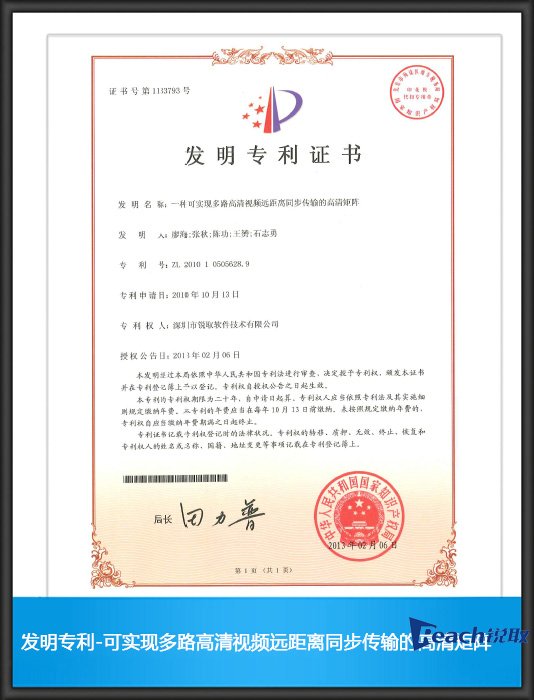 证书号第1133793号
发明专利证书
发明名称：一种可实现多路高清视频远距离同步传输的高清矩阵
发明人：廖海;张秋;陈功;王赟;石志勇
专利号：ZL 2010 1 0505628.9
专利申请日：2010年10月13日
专利权人：深圳市锐取软件技术有限公司
授权公告日：2013年02月06日
本发明经过本局依照中华人民共和国专利法进行审查，决定授予专利权，颁发本证书
并在专利登记簿上予以登记。专利权自授权公告之日起生效。
本专利的专利权期限为二十年，自申请日起算。专利权人应当依照专利法及其实施细
则规定缴纳年费。本专利的年费应当在每年10月13日前缴纳。未按照规定缴纳年费的，
专利权自应当缴纳年费期满之日起终止。
专利证书记载专利权登记时的法律状况。专利权的转移、质押、无效、终止、恢复和
专利权人的姓名或名称、国籍、地址变更等事项记载在专利登记簿上。
局长 田力普
中华人民共和国国家知识产权局
2013年02月06日
第1页（共1页）
Reach锐取
发明专利-可实现多路高清视频远距离同步传输的高清矩阵